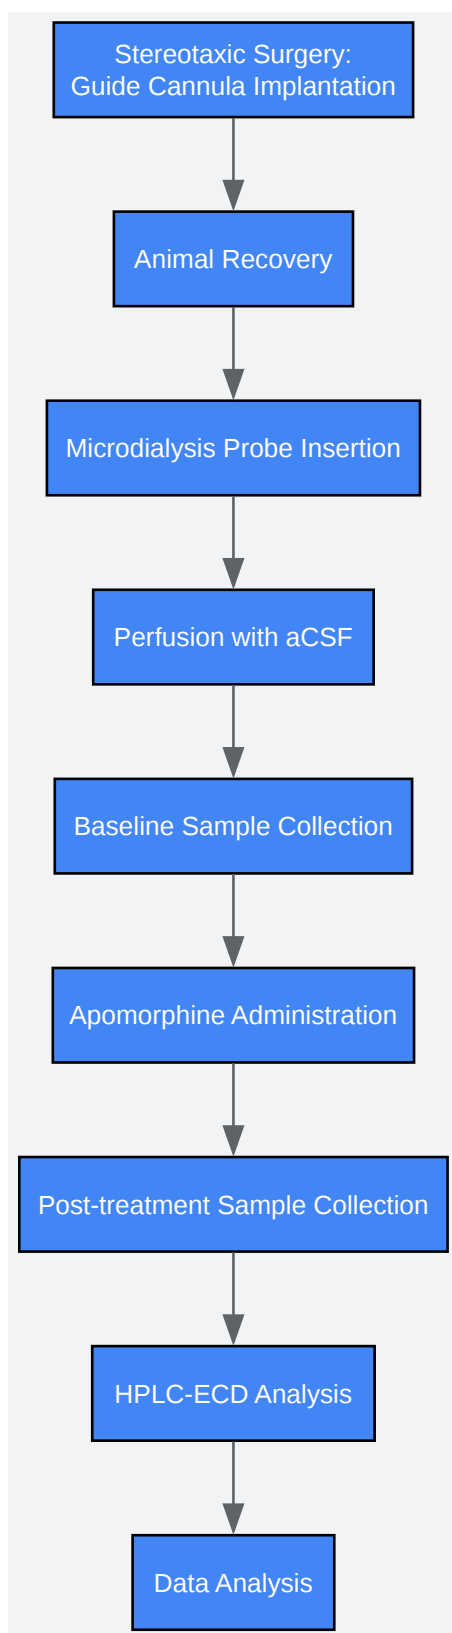 Stereotaxic Surgery:
Guide Cannula Implantation
Animal Recovery
Microdialysis Probe Insertion
Perfusion with aCSF
Baseline Sample Collection
Apomorphine Administration
Post-treatment Sample Collection
HPLC-ECD Analysis
Data Analysis